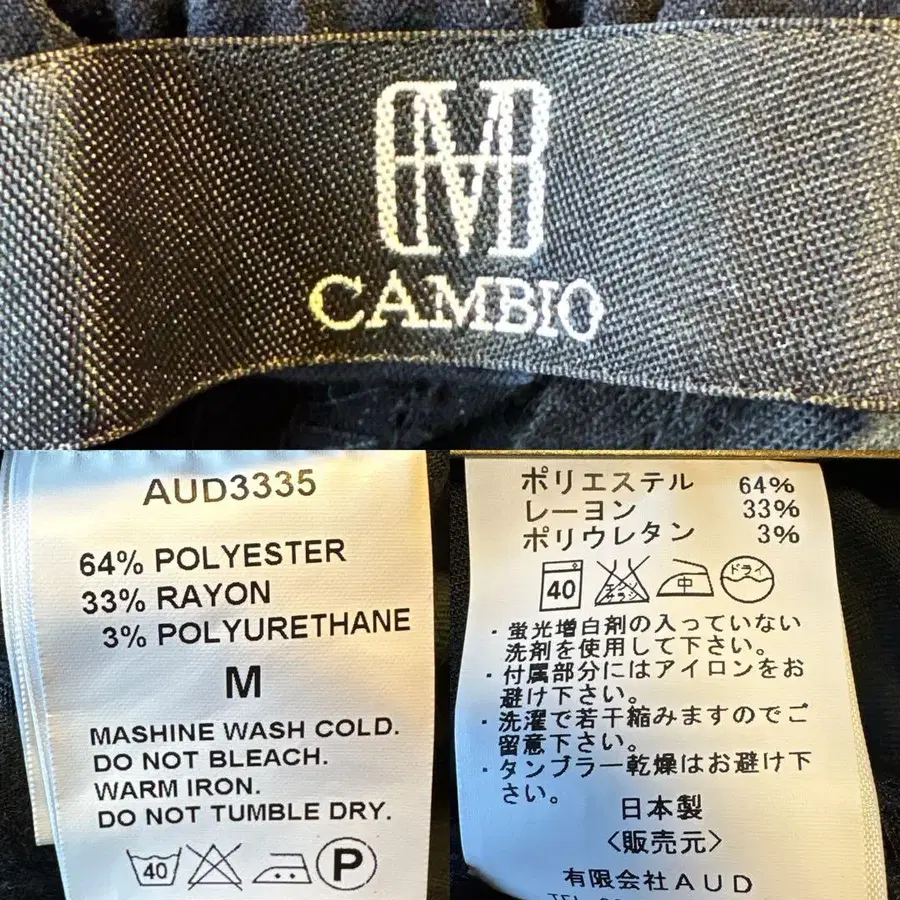 CAMBIO
AUD3335
64% POLYESTER
33% RAYON
3% POLYURETHANE
M
MASHINE WASH COLD.
DO NOT BLEACH.
WARM IRON.
DO NOT TUMBLE DRY.
40
P
ポリエステル 64%
レーヨン 33%
ポリウレタン 3%
40 エンソサラシ 中 ドライ
・蛍光増白剤の入っていない
洗剤を使用して下さい。
・付属部分にはアイロンをお
避け下さい。
・洗濯で若干縮みますのでご
留意下さい。
・タンブラー乾燥はお避け下
さい。
日本製
〈販売元〉
有限会社AUD